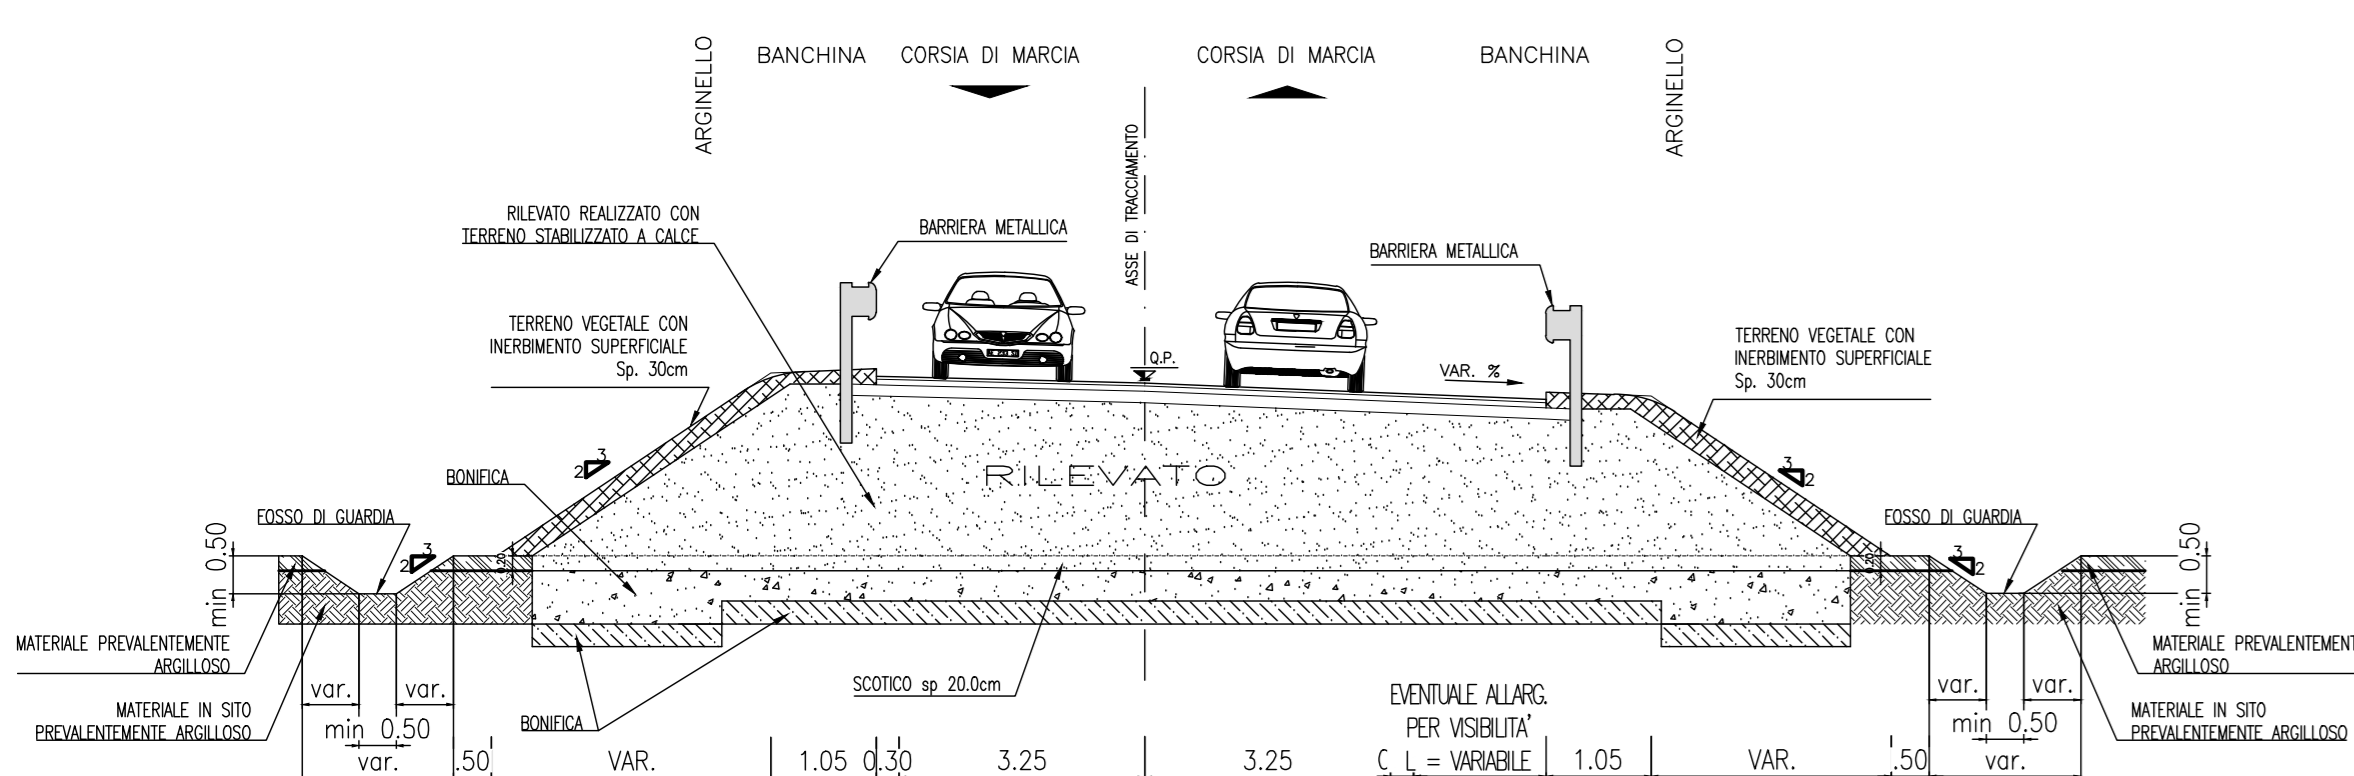 ARGINELLO
BANCHINA
CORSIA DI MARCIA
CORSIA DI MARCIA
BANCHINA
ARGINELLO
ASSE DI TRACCIAMENTO
RILEVATO REALIZZATO CON
TERRENO STABILIZZATO A CALCE
BARRIERA METALLICA
BARRIERA METALLICA
TERRENO VEGETALE CON
INERBIMENTO SUPERFICIALE
Sp. 30cm
TERRENO VEGETALE CON
INERBIMENTO SUPERFICIALE
Sp. 30cm
Q.P.
VAR. %
3
2
3
2
RILEVATO
BONIFICA
FOSSO DI GUARDIA
FOSSO DI GUARDIA
min 0.50
3
2
0.20
0.20
3
2
min 0.50
MATERIALE PREVALENTEMENTE
ARGILLOSO
MATERIALE PREVALENTEMENT
ARGILLOSO
MATERIALE IN SITO
PREVALENTEMENTE ARGILLOSO
MATERIALE IN SITO
PREVALENTEMENTE ARGILLOSO
SCOTICO sp 20.0cm
BONIFICA
EVENTUALE ALLARG.
PER VISIBILITA'
L = VARIABILE
var.
var.
min 0.50
var.
.50
VAR.
1.05
0.30
3.25
3.25
1.05
VAR.
.50
var.
var.
min 0.50
var.